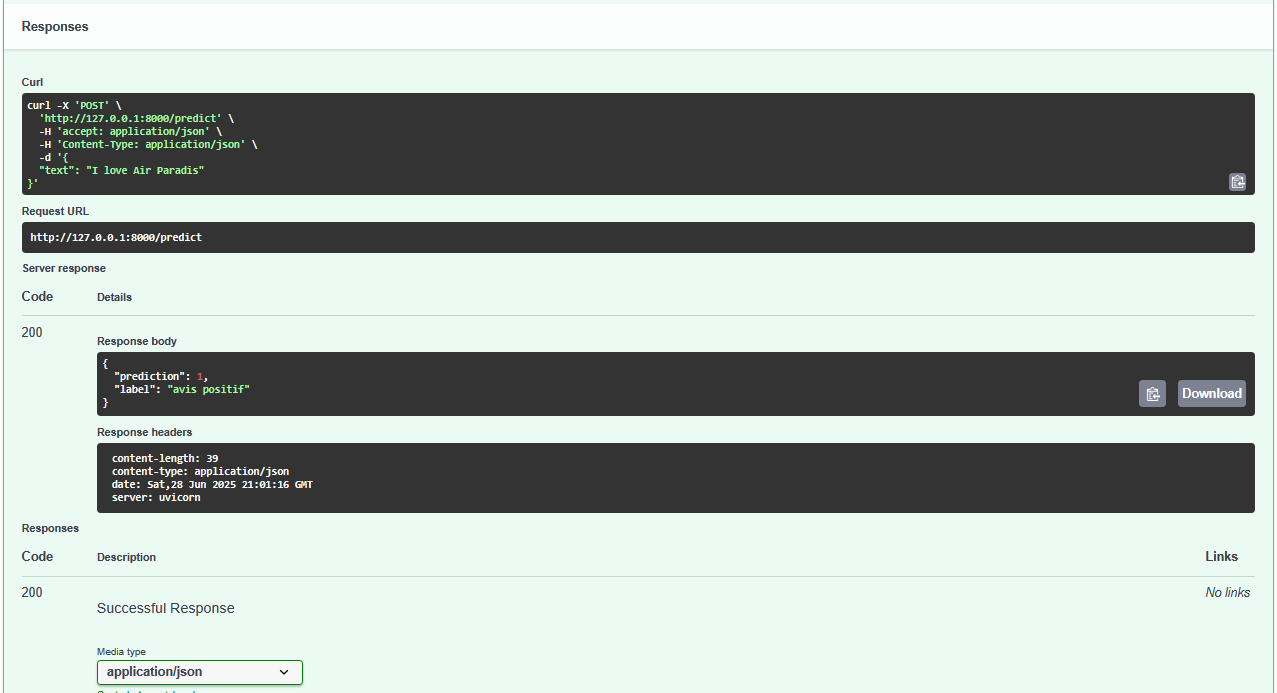 Responses
Curl
curl -X 'POST' \
'http://127.0.0.1:8000/predict' \
-H 'accept: application/json' \
-H 'Content-Type: application/json' \
-d '{
"text": "I love Air Paradis"
}'
Request URL
http://127.0.0.1:8000/predict
Server response
Code Details
200
Response body
{
"prediction": 1,
"label": "avis positif"
}
Download
Response headers
content-length: 39
content-type: application/json
date: Sat,28 Jun 2025 21:01:16 GMT
server: uvicorn
Responses
Code Description Links
200 No links
Successful Response
Media type
application/json